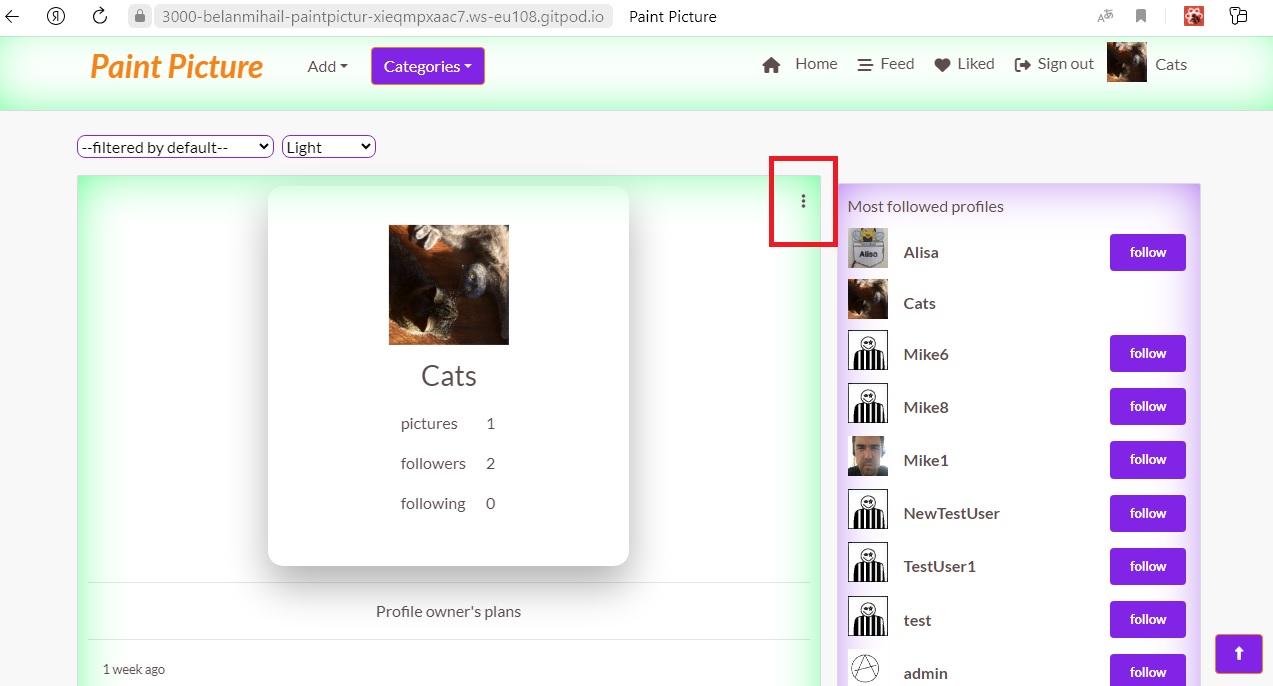 3000-belanmihail-paintpictur-xieqmpxaac7.ws-eu108.gitpod.io Paint Picture
Paint Picture Add Categories Home Feed Liked Sign out Cats
--filtered by default-- Light
Cats
pictures 1
followers 2
following 0
Profile owner's plans
1 week ago
Most followed profiles
Alisa follow
Cats
Mike6 follow
Mike8 follow
Mike1 follow
NewTestUser follow
TestUser1 follow
test follow
admin follow